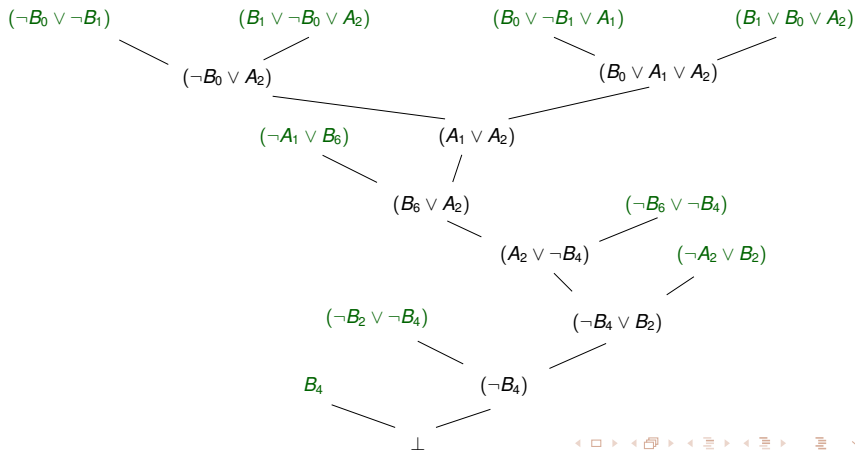 (¬B₀ ∨ ¬B₁) (B₁ ∨ ¬B₀ ∨ A₂) (B₀ ∨ ¬B₁ ∨ A₁) (B₁ ∨ B₀ ∨ A₂)
(¬B₀ ∨ A₂) (B₀ ∨ A₁ ∨ A₂)
(¬A₁ ∨ B₆) (A₁ ∨ A₂)
(B₆ ∨ A₂) (¬B₆ ∨ ¬B₄)
(A₂ ∨ ¬B₄) (¬A₂ ∨ B₂)
(¬B₂ ∨ ¬B₄) (¬B₄ ∨ B₂)
B₄ (¬B₄)
⊥